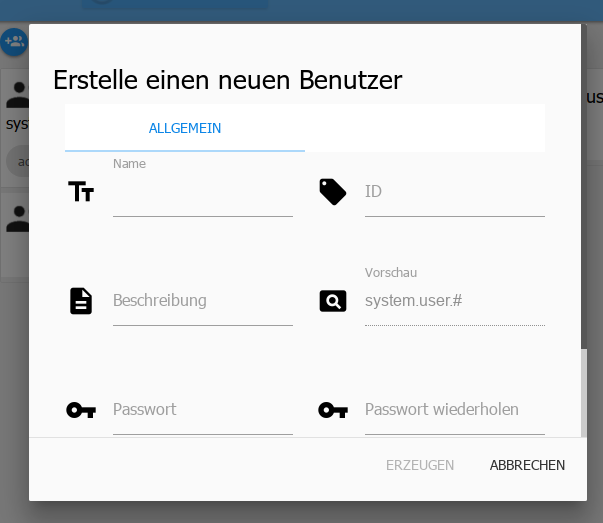 Erstelle einen neuen Benutzer
ALLGEMEIN
Name
ID
Beschreibung
Vorschau
system.user.#
Passwort
Passwort wiederholen
ERZEUGEN
ABBRECHEN